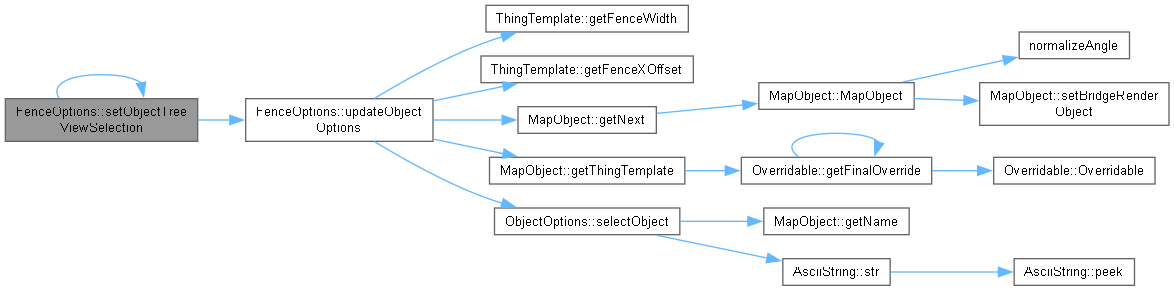 FenceOptions::setObjectTree
ViewSelection
FenceOptions::updateObject
Options
ThingTemplate::getFenceWidth
ThingTemplate::getFenceXOffset
MapObject::getNext
MapObject::getThingTemplate
ObjectOptions::selectObject
MapObject::MapObject
Overridable::getFinalOverride
MapObject::getName
AsciiString::str
normalizeAngle
MapObject::setBridgeRender
Object
Overridable::Overridable
AsciiString::peek